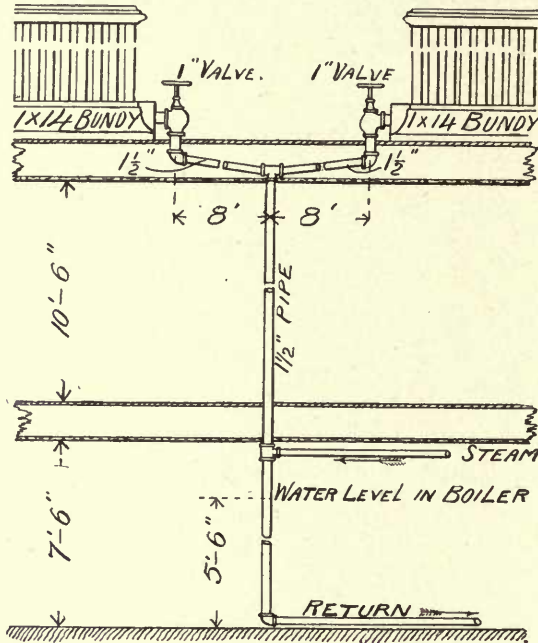 1" VALVE. 1" VALVE
1X14 BUNDY 1X14 BUNDY
1½" 1½"
8' 8'
10'-6"
1½" PIPE
STEAM
WATER LEVEL IN BOILER
7'-6"
5'-6"
RETURN